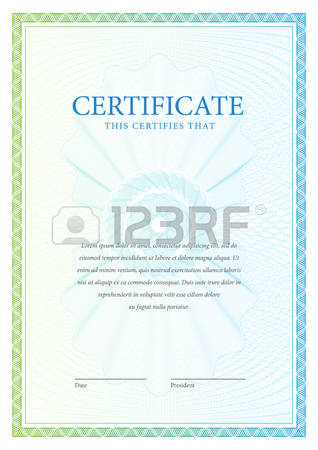 CERTIFICATE
THIS CERTIFIES THAT
123RF
Lorem ipsum dolor sit amet, consectetur adipiscing elit, sed do
eiusmod tempor incididunt ut labore et dolore magna aliqua. Ut
enim ad minim veniam, quis nostrud exercitation ullamco laboris
nisi ut aliquip ex ea commodo consequat. Duis aute irure dolor in
reprehenderit in voluptate velit esse cillum dolore
eu fugiat nulla pariatur.
Date President